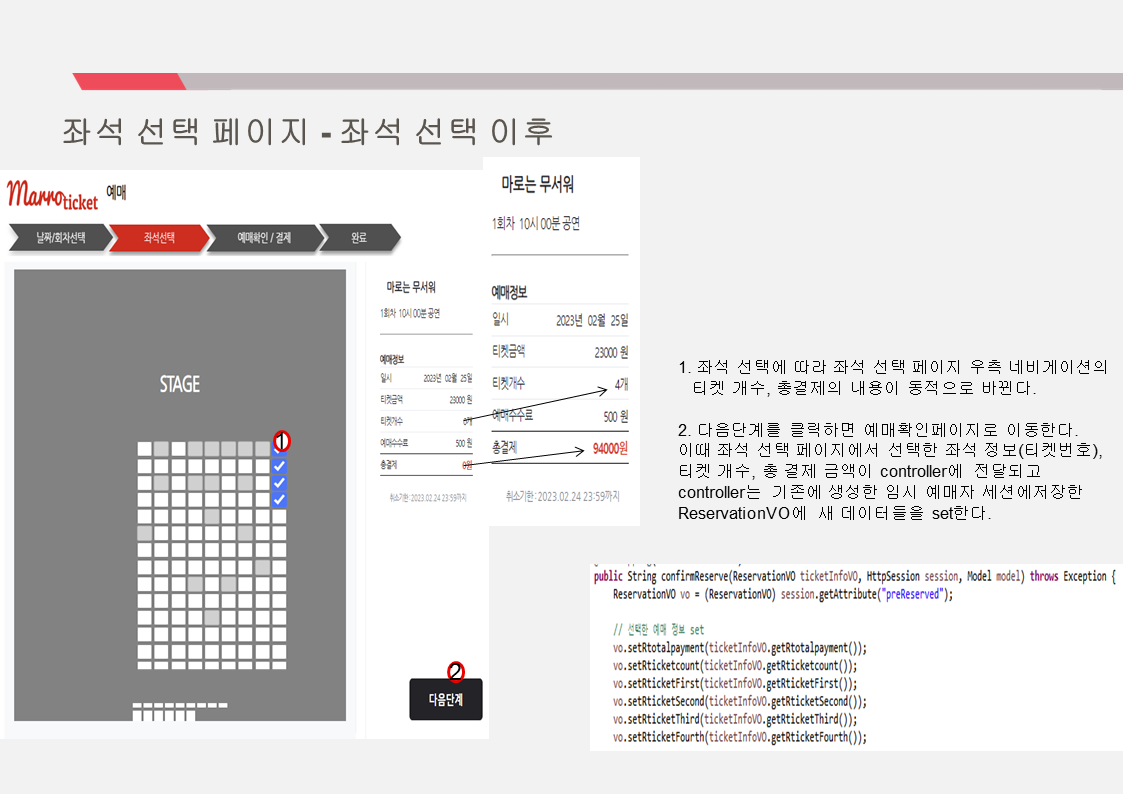 좌석 선택 페이지 - 좌석 선택 이후
Marroticket 예매
날짜/회차선택 좌석선택 예매확인 / 결제 완료
STAGE
1
마로는 무서워
1회차 10시 00분 공연
예매정보
일시 2023년 02월 25일
티켓금액 23000 원
티켓개수 0개
예매수수료 500 원
총결제 0원
취소기한 : 2023.02.24 23:59까지
2
다음단계
마로는 무서워
1회차 10시 00분 공연
예매정보
일시 2023년 02월 25일
티켓금액 23000 원
티켓개수 4개
예매수수료 500 원
총결제 94000원
취소기한 : 2023.02.24 23:59까지
1. 좌석 선택에 따라 좌석 선택 페이지 우측 네비게이션의
티켓 개수, 총결제의 내용이 동적으로 바뀐다.
2. 다음단계를 클릭하면 예매확인페이지로 이동한다.
이때 좌석 선택 페이지에서 선택한 좌석 정보(티켓번호),
티켓 개수, 총 결제 금액이 controller에 전달되고
controller는 기존에 생성한 임시 예매자 세션에저장한
ReservationVO에 새 데이터들을 set한다.
public String confirmReserve(ReservationVO ticketInfoVO, HttpSession session, Model model) throws Exception {
ReservationVO vo = (ReservationVO) session.getAttribute("preReserved");
// 선택한 예매 정보 set
vo.setRtotalpayment(ticketInfoVO.getRtotalpayment());
vo.setRticketcount(ticketInfoVO.getRticketcount());
vo.setRticketFirst(ticketInfoVO.getRticketFirst());
vo.setRticketSecond(ticketInfoVO.getRticketSecond());
vo.setRticketThird(ticketInfoVO.getRticketThird());
vo.setRticketFourth(ticketInfoVO.getRticketFourth());